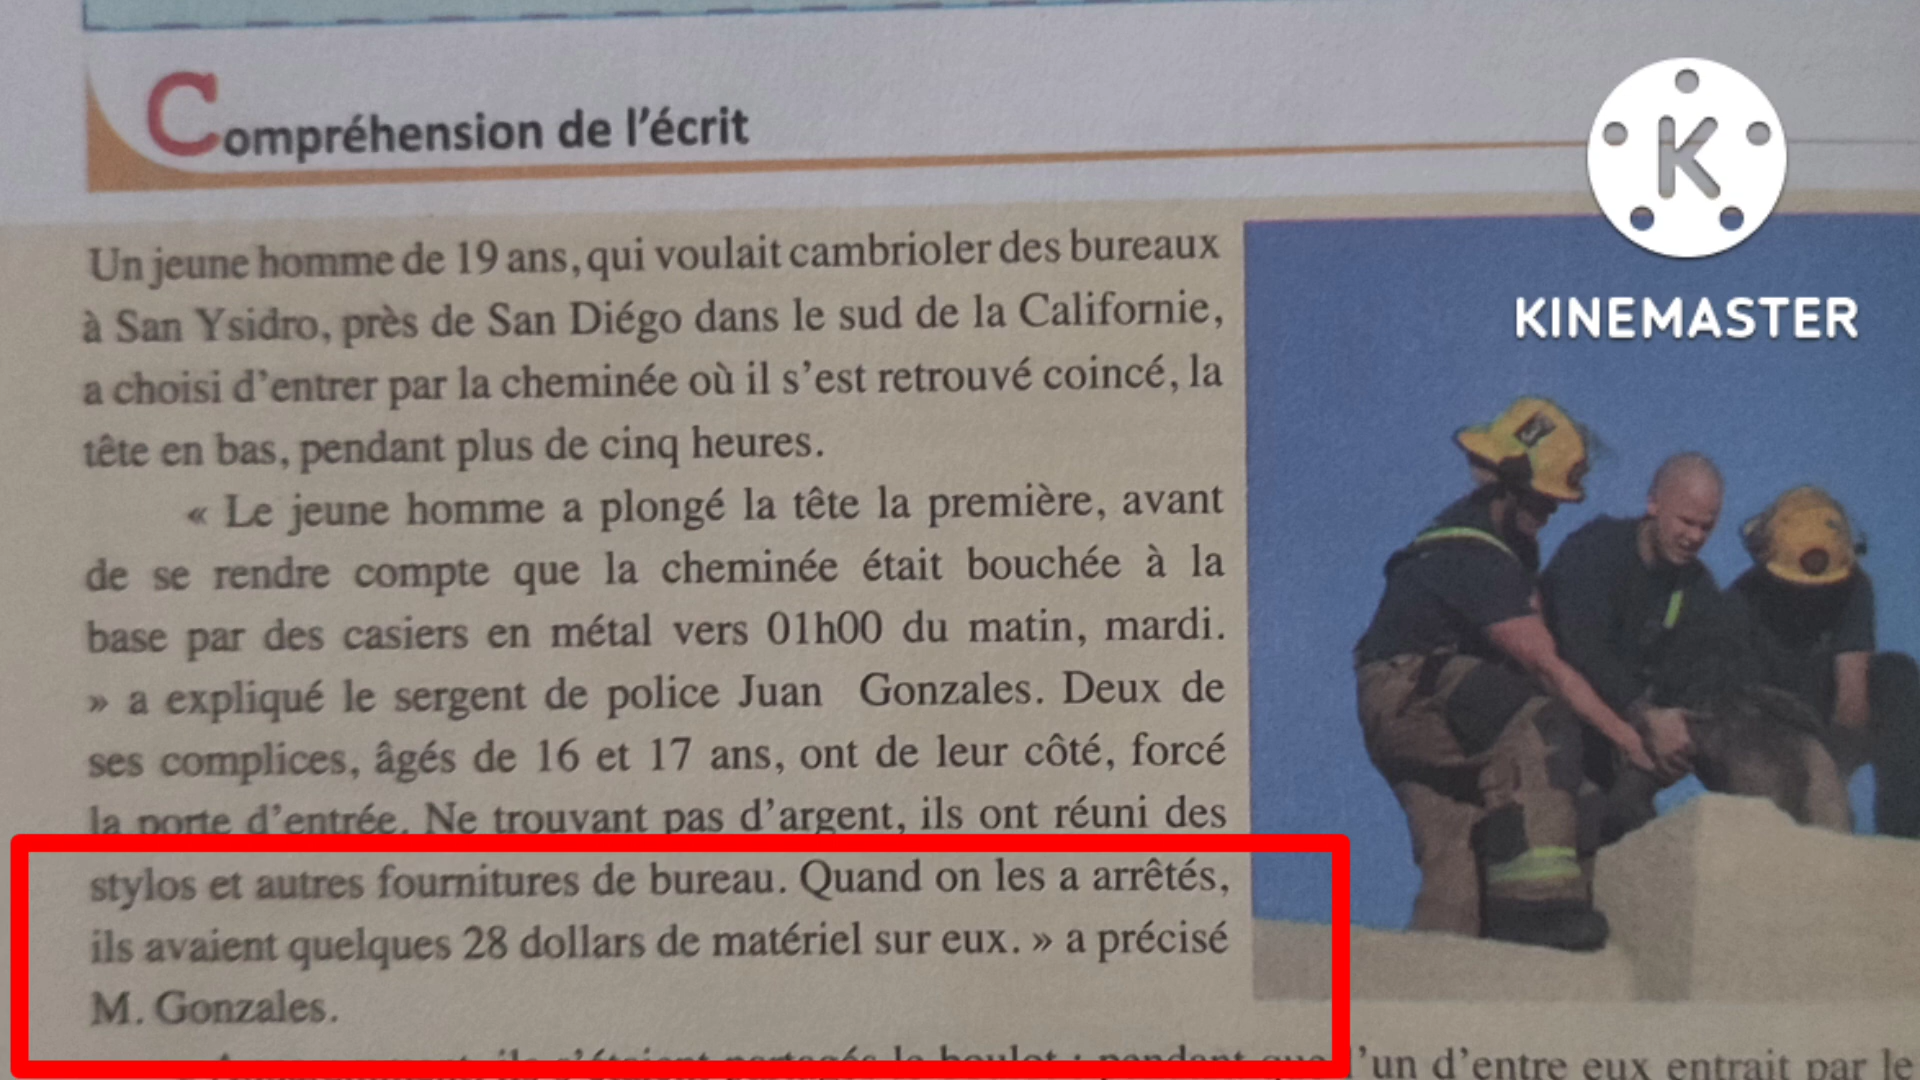 Compréhension de l'écrit
KINEMASTER
Un jeune homme de 19 ans, qui voulait cambrioler des bureaux
à San Ysidro, près de San Diégo dans le sud de la Californie,
a choisi d'entrer par la cheminée où il s'est retrouvé coincé, la
tête en bas, pendant plus de cinq heures.
« Le jeune homme a plongé la tête la première, avant
de se rendre compte que la cheminée était bouchée à la
base par des casiers en métal vers 01h00 du matin, mardi.
» a expliqué le sergent de police Juan Gonzales. Deux de
ses complices, âgés de 16 et 17 ans, ont de leur côté, forcé
la porte d'entrée. Ne trouvant pas d'argent, ils ont réuni des
stylos et autres fournitures de bureau. Quand on les a arrêtés,
ils avaient quelques 28 dollars de matériel sur eux. » a précisé
M. Gonzales.
ils s'étaient partagés le boulot : pendant que l'un d'entre eux entrait par le